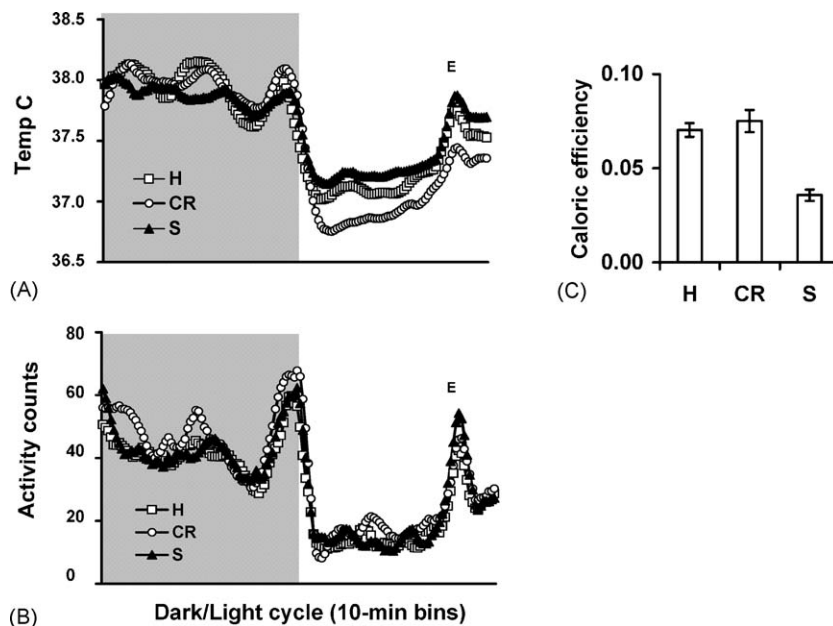 38.5
38.0
37.5
37.0
36.5
Temp C
H
CR
S
E
(A)
0.10
0.05
0.00
Caloric efficiency
H CR S
(C)
80
60
40
20
0
Activity counts
H
CR
S
E
(B)
Dark/Light cycle (10-min bins)